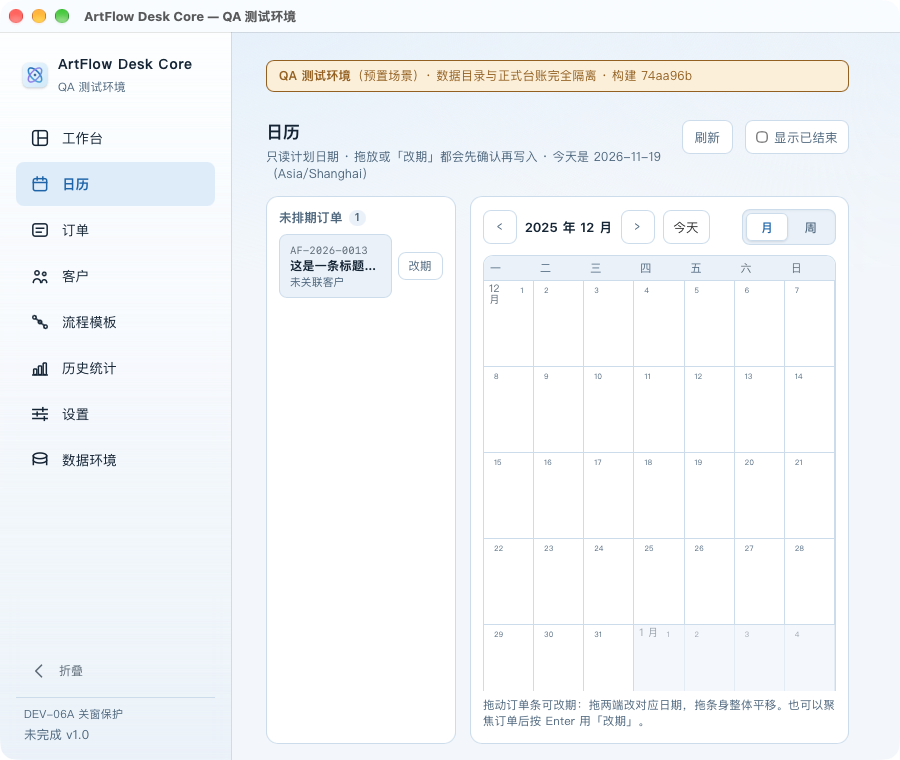 ArtFlow Desk Core — QA 测试环境
ArtFlow Desk Core
QA 测试环境
工作台
日历
订单
客户
流程模板
历史统计
设置
数据环境
折叠
DEV-06A 关窗保护
未完成 v1.0
QA 测试环境（预置场景）· 数据目录与正式台账完全隔离 · 构建 74aa96b
日历
只读计划日期 · 拖放或「改期」都会先确认再写入 · 今天是 2026-11-19
（Asia/Shanghai）
刷新
显示已结束
未排期订单 1
AF-2026-0013
这是一条标题...
未关联客户
改期
2025 年 12 月
今天
月 周
一 二 三 四 五 六 日
12月 1 2 3 4 5 6 7
8 9 10 11 12 13 14
15 16 17 18 19 20 21
22 23 24 25 26 27 28
29 30 31 1 月 1 2 3 4
拖动订单条可改期：拖两端改对应日期，拖条身整体平移。也可以聚
焦订单后按 Enter 用「改期」。